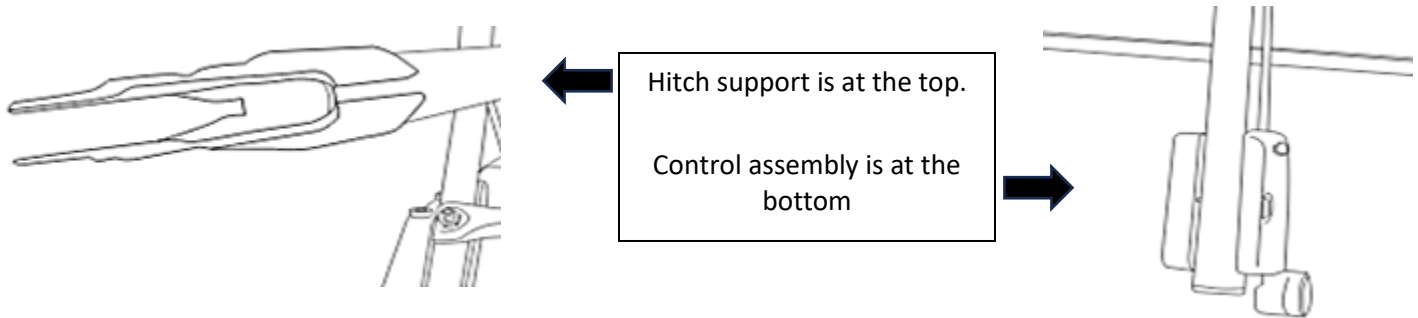 Hitch support is at the top.
Control assembly is at the
bottom